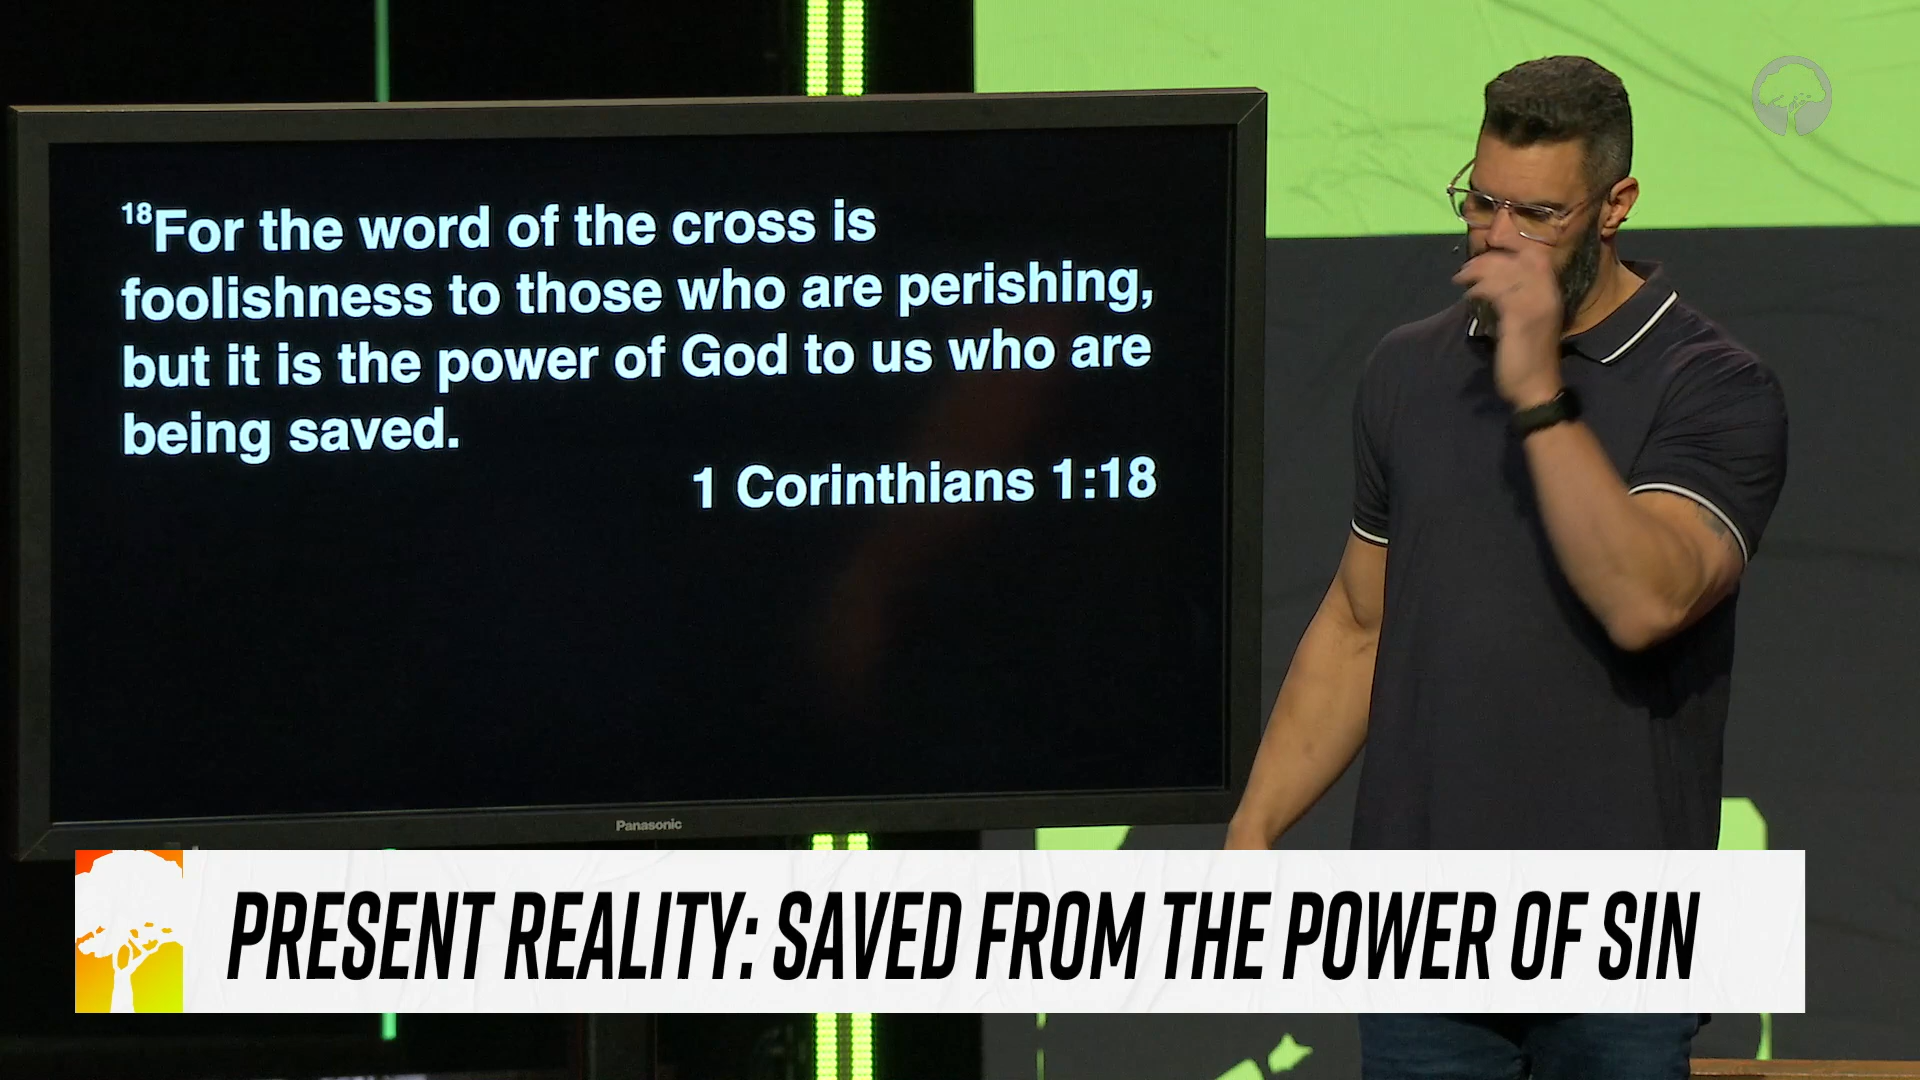 18For the word of the cross is
foolishness to those who are perishing,
but it is the power of God to us who are
being saved.
1 Corinthians 1:18
Panasonic
PRESENT REALITY: SAVED FROM THE POWER OF SIN